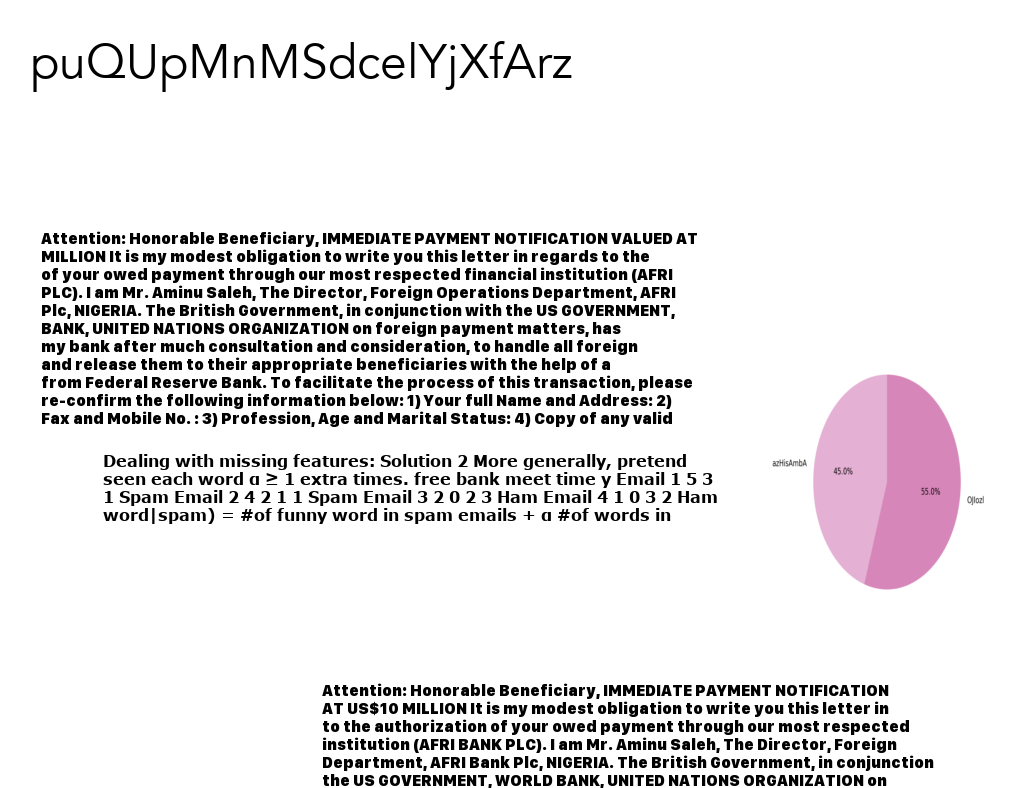 puQUpMnMSdcelYjXfArz
Attention: Honorable Beneficiary, IMMEDIATE PAYMENT NOTIFICATION VALUED AT
MILLION It is my modest obligation to write you this letter in regards to the
of your owed payment through our most respected financial institution (AFRI
PLC). I am Mr. Aminu Saleh, The Director, Foreign Operations Department, AFRI
Plc, NIGERIA. The British Government, in conjunction with the US GOVERNMENT,
BANK, UNITED NATIONS ORGANIZATION on foreign payment matters, has
my bank after much consultation and consideration, to handle all foreign
and release them to their appropriate beneficiaries with the help of a
from Federal Reserve Bank. To facilitate the process of this transaction, please
re-confirm the following information below: 1) Your full Name and Address: 2)
Fax and Mobile No. : 3) Profession, Age and Marital Status: 4) Copy of any valid
Dealing with missing features: Solution 2 More generally, pretend
seen each word α ≥ 1 extra times. free bank meet time y Email 1 5 3
1 Spam Email 2 4 2 1 1 Spam Email 3 2 0 2 3 Ham Email 4 1 0 3 2 Ham
word|spam) = #of funny word in spam emails + α #of words in
azHisAmbA
45.0%
55.0%
OJlozl
Attention: Honorable Beneficiary, IMMEDIATE PAYMENT NOTIFICATION
AT US$10 MILLION It is my modest obligation to write you this letter in
to the authorization of your owed payment through our most respected
institution (AFRI BANK PLC). I am Mr. Aminu Saleh, The Director, Foreign
Department, AFRI Bank Plc, NIGERIA. The British Government, in conjunction
the US GOVERNMENT, WORLD BANK, UNITED NATIONS ORGANIZATION on